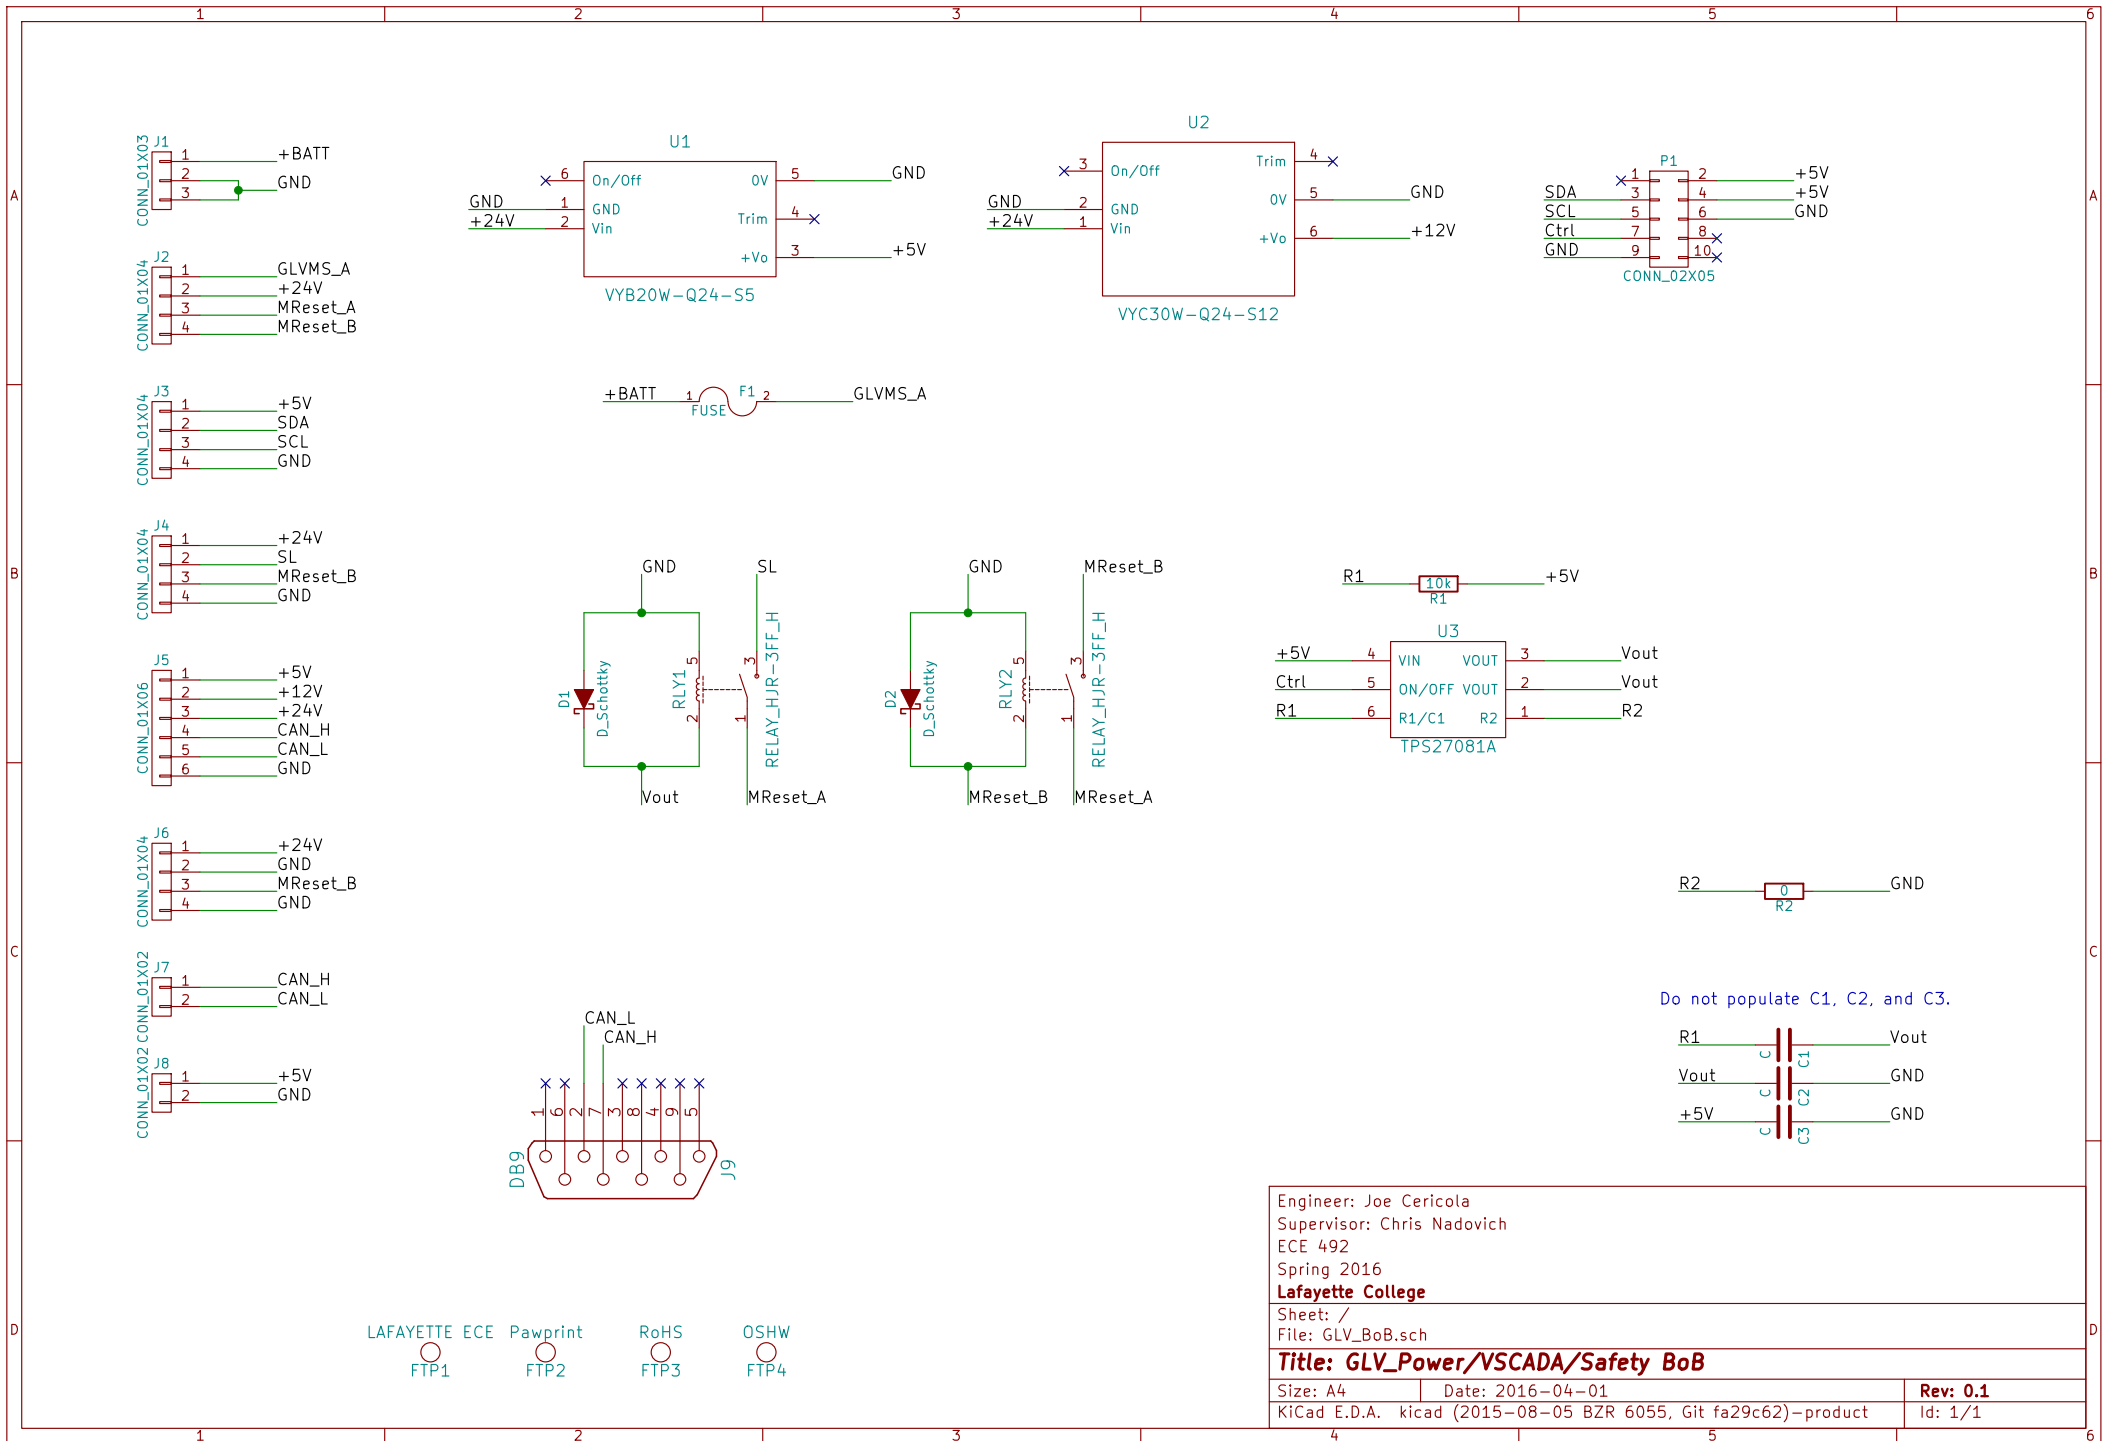 1 2 3 4 5 6
A
B
C
D
J1
CONN_01X03
1 +BATT
2
GND
3
J2
CONN_01X04
1 GLVMS_A
2 +24V
3 MReset_A
4 MReset_B
J3
CONN_01X04
1 +5V
2 SDA
3 SCL
4 GND
J4
CONN_01X04
1 +24V
2 SL
3 MReset_B
4 GND
J5
CONN_01X06
1 +5V
2 +12V
3 +24V
4 CAN_H
5 CAN_L
6 GND
J6
CONN_01X04
1 +24V
2 GND
3 MReset_B
4 GND
J7
CONN_01X02
1 CAN_H
2 CAN_L
J8
CONN_01X02
1 +5V
2 GND
U1
6 On/Off 0V 5 GND
GND 1 GND
Trim 4
+24V 2 Vin
+Vo 3 +5V
VYB20W-Q24-S5
U2
Trim 4
3 On/Off
0V 5 GND
GND 2 GND
+24V 1 Vin
+Vo 6 +12V
VYC30W-Q24-S12
P1
1 2 +5V
SDA 3 4 +5V
SCL 5 6 GND
Ctrl 7 8
GND 9 10
CONN_02X05
+BATT 1 F1 2 GLVMS_A
FUSE
GND SL
D1
D_Schottky
RLY1
5
2
3
1
RELAY_HJR-3FF_H
Vout MReset_A
GND MReset_B
D2
D_Schottky
RLY2
5
2
3
1
RELAY_HJR-3FF_H
MReset_B MReset_A
R1 10k +5V
R1
U3
+5V 4 VIN VOUT 3 Vout
Ctrl 5 ON/OFF VOUT 2 Vout
R1 6 R1/C1 R2 1 R2
TPS27081A
R2 0 GND
R2
Do not populate C1, C2, and C3.
R1 C C1 Vout
Vout C C2 GND
+5V C C3 GND
CAN_L
CAN_H
1 6 2 7 3 8 4 9 5
DB9
J9
LAFAYETTE ECE
FTP1
Pawprint
FTP2
RoHS
FTP3
OSHW
FTP4
Engineer: Joe Cericola
Supervisor: Chris Nadovich
ECE 492
Spring 2016
Lafayette College
Sheet: /
File: GLV_BoB.sch
Title: GLV_Power/VSCADA/Safety BoB
Size: A4 Date: 2016-04-01 Rev: 0.1
KiCad E.D.A. kicad (2015-08-05 BZR 6055, Git fa29c62)-product Id: 1/1
A
B
C
D
1 2 3 4 5 6